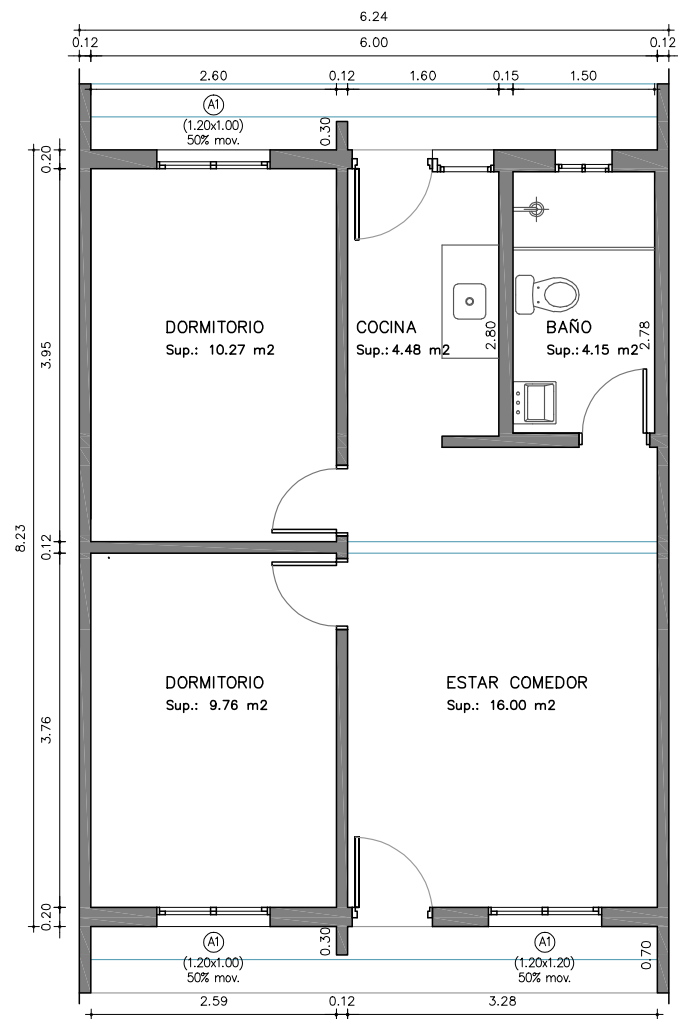 6.24
0.12 6.00 0.12
2.60 0.12 1.60 0.15 1.50
A1
(1.20x1.00)
50% mov.
0.30
0.20
DORMITORIO
Sup.: 10.27 m2
COCINA
Sup.: 4.48 m2
2.80
BAÑO
Sup.: 4.15 m2
2.78
3.95
8.23
0.12
DORMITORIO
Sup.: 9.76 m2
ESTAR COMEDOR
Sup.: 16.00 m2
3.76
0.20
A1
(1.20x1.00)
50% mov.
0.30
A1
(1.20x1.20)
50% mov.
0.70
2.59 0.12 3.28